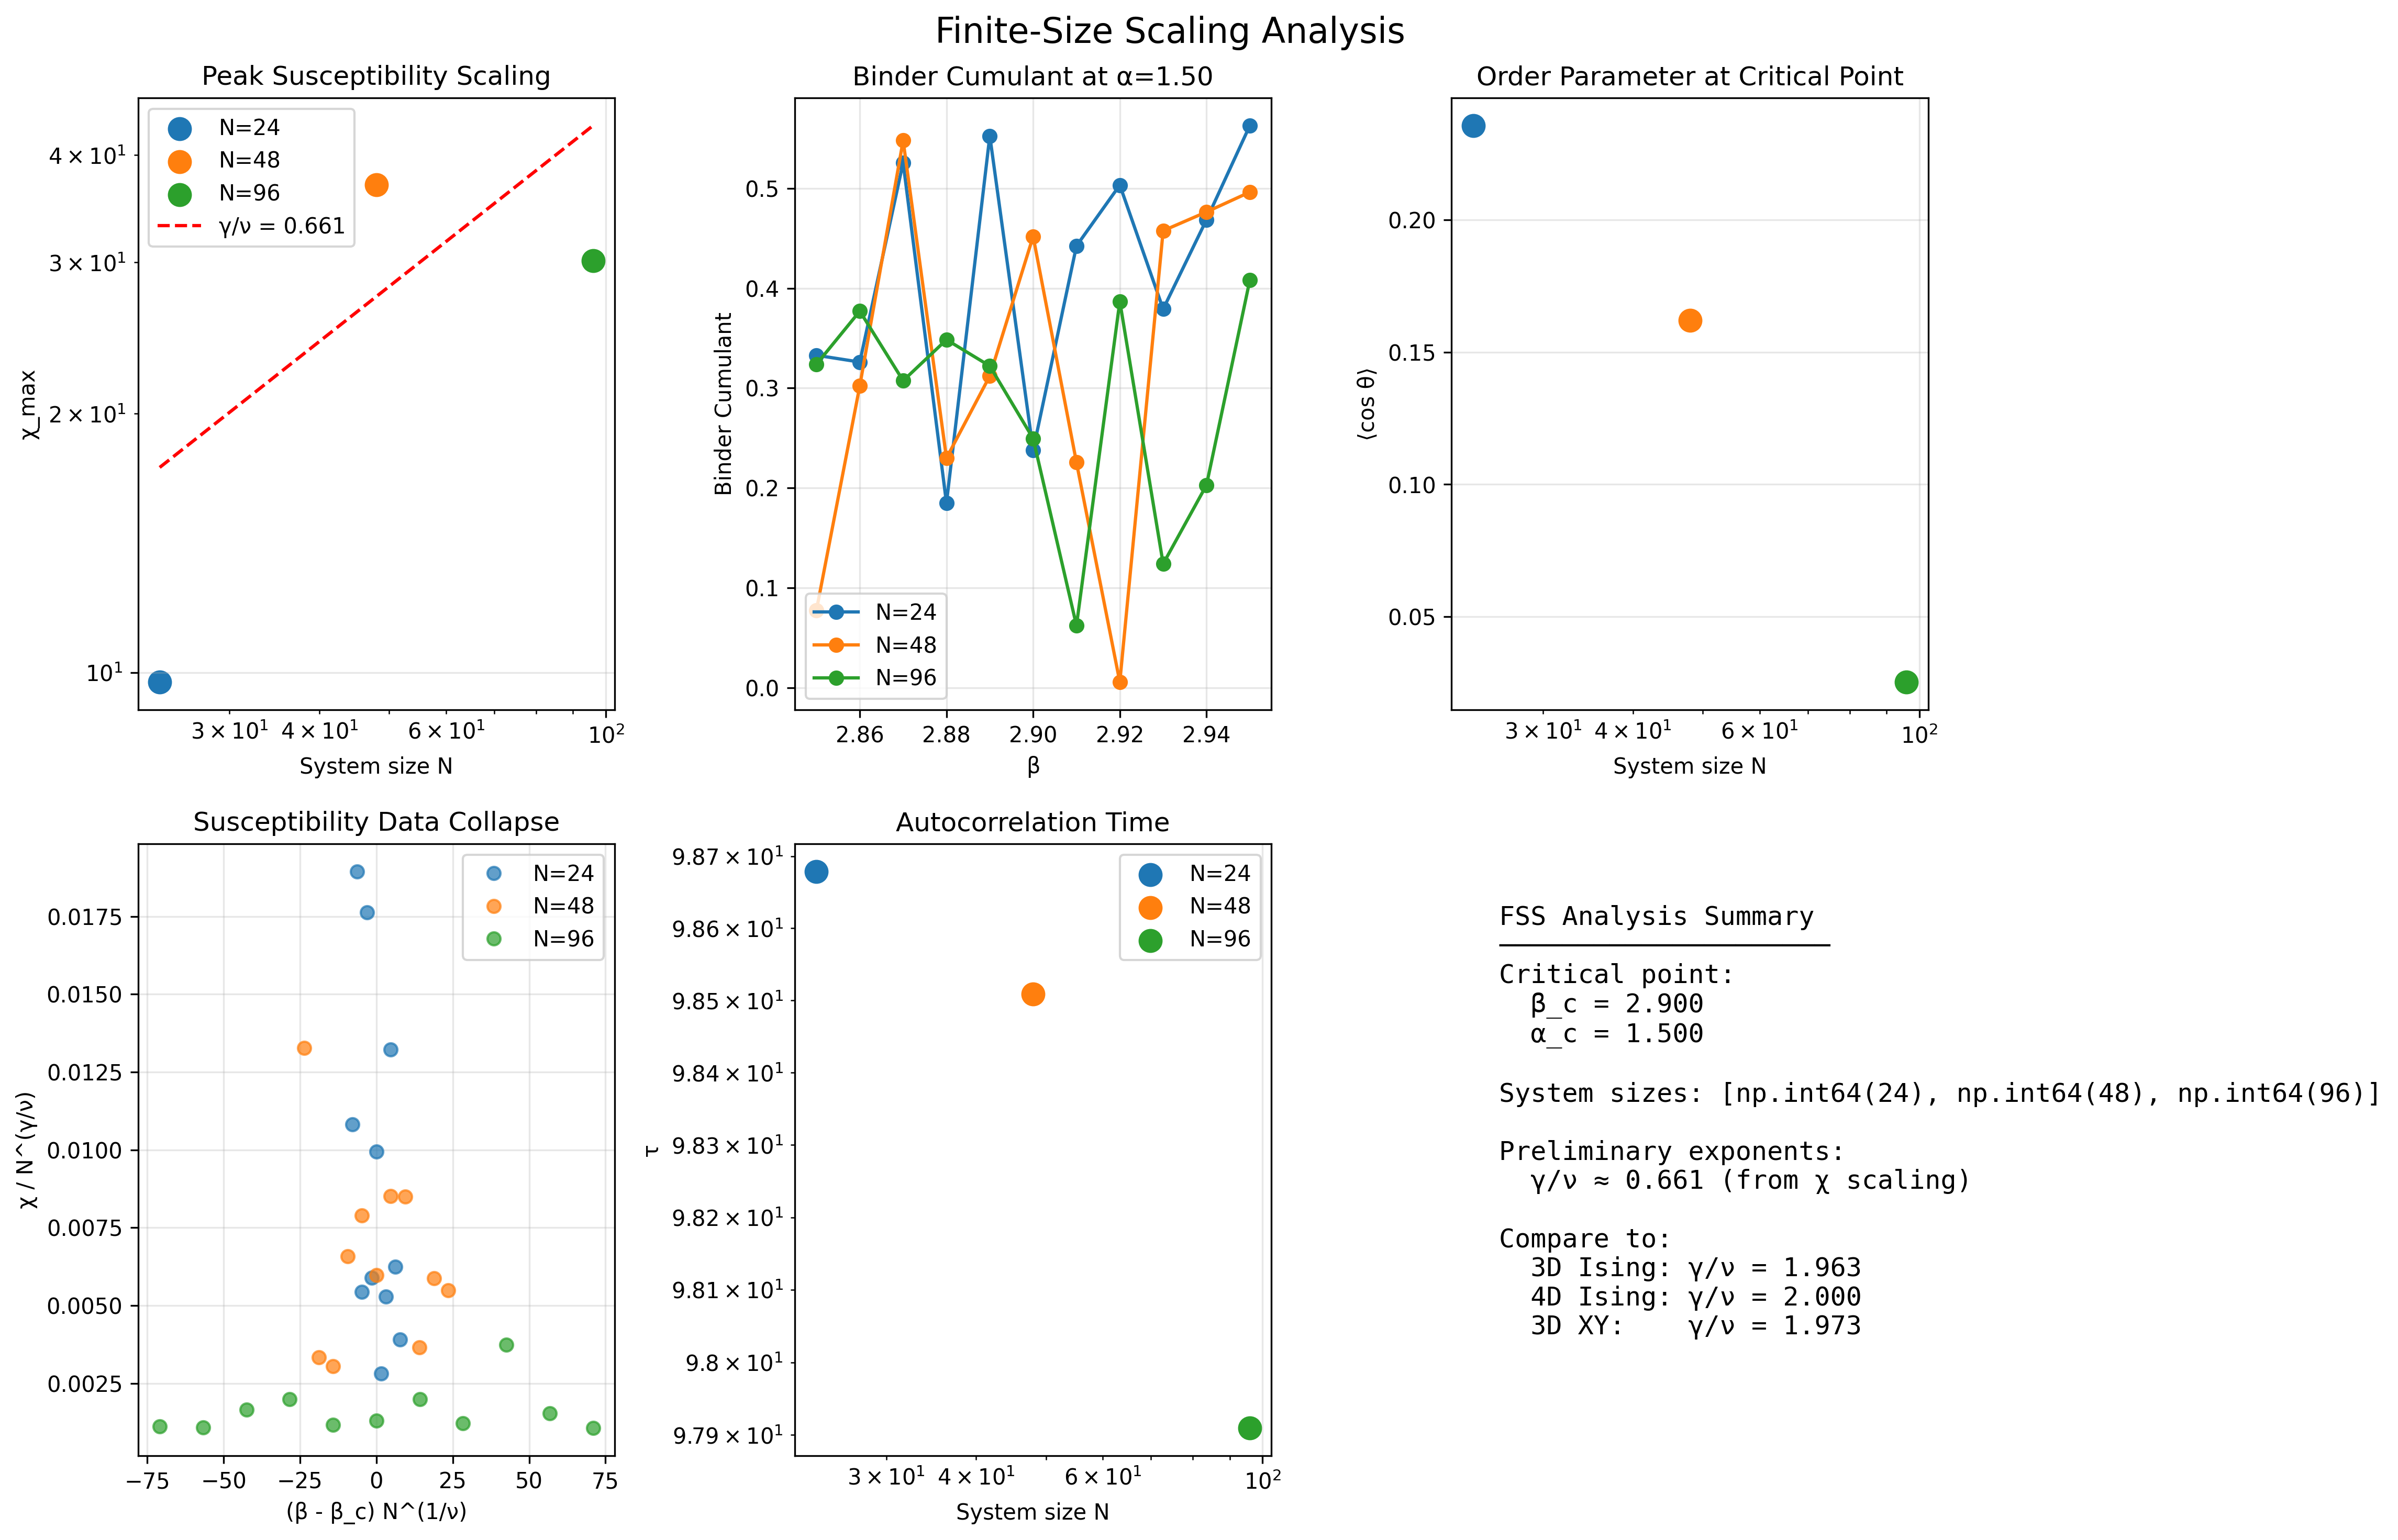 Finite-Size Scaling Analysis
Peak Susceptibility Scaling
χ_max
4×10¹
3×10¹
2×10¹
10¹
N=24
N=48
N=96
γ/ν = 0.661
3×10¹ 4×10¹ 6×10¹ 10²
System size N
Binder Cumulant at α=1.50
Binder Cumulant
0.5
0.4
0.3
0.2
0.1
0.0
N=24
N=48
N=96
2.86 2.88 2.90 2.92 2.94
β
Order Parameter at Critical Point
⟨cos θ⟩
0.20
0.15
0.10
0.05
3×10¹ 4×10¹ 6×10¹ 10²
System size N
Susceptibility Data Collapse
χ / N^(γ/ν)
0.0175
0.0150
0.0125
0.0100
0.0075
0.0050
0.0025
N=24
N=48
N=96
−75 −50 −25 0 25 50 75
(β - β_c) N^(1/ν)
Autocorrelation Time
τ
9.87×10¹
9.86×10¹
9.85×10¹
9.84×10¹
9.83×10¹
9.82×10¹
9.81×10¹
9.8×10¹
9.79×10¹
N=24
N=48
N=96
3×10¹ 4×10¹ 6×10¹ 10²
System size N
FSS Analysis Summary
Critical point:
β_c = 2.900
α_c = 1.500
System sizes: [np.int64(24), np.int64(48), np.int64(96)]
Preliminary exponents:
γ/ν ≈ 0.661 (from χ scaling)
Compare to:
3D Ising: γ/ν = 1.963
4D Ising: γ/ν = 2.000
3D XY: γ/ν = 1.973